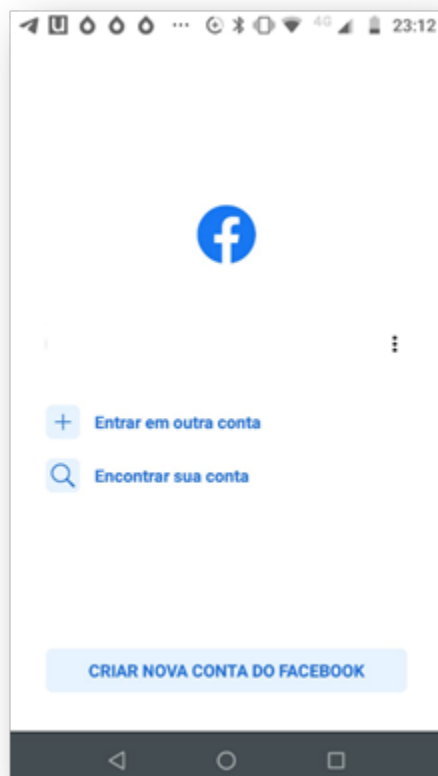 4G 23:12
Entrar em outra conta
Encontrar sua conta
CRIAR NOVA CONTA DO FACEBOOK